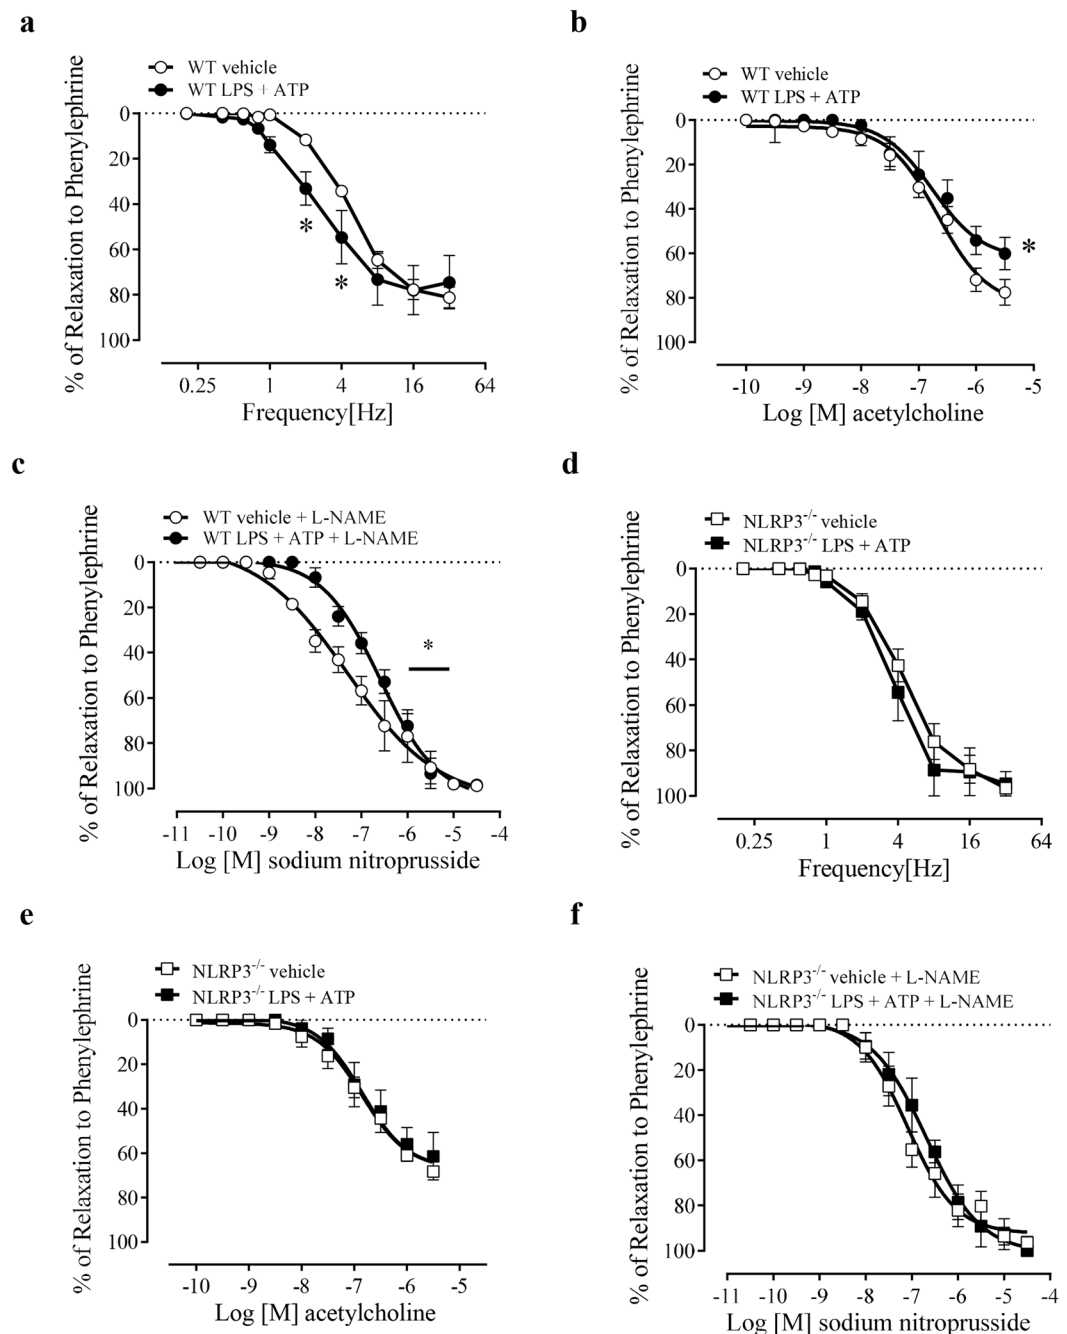 a
WT vehicle
WT LPS + ATP
% of Relaxation to Phenylephrine
0
20
40
60
80
100
*
*
0.25 1 4 16 64
Frequency[Hz]
b
WT vehicle
WT LPS + ATP
% of Relaxation to Phenylephrine
0
20
40
60
80
100
*
-10 -9 -8 -7 -6 -5
Log [M] acetylcholine
c
WT vehicle + L-NAME
WT LPS + ATP + L-NAME
% of Relaxation to Phenylephrine
0
20
40
60
80
100
*
-11 -10 -9 -8 -7 -6 -5 -4
Log [M] sodium nitroprusside
d
NLRP3-/- vehicle
NLRP3-/- LPS + ATP
% of Relaxation to Phenylephrine
0
20
40
60
80
100
0.25 1 4 16 64
Frequency[Hz]
e
NLRP3-/- vehicle
NLRP3-/- LPS + ATP
% of Relaxation to Phenylephrine
0
20
40
60
80
100
-10 -9 -8 -7 -6 -5
Log [M] acetylcholine
f
NLRP3-/- vehicle + L-NAME
NLRP3-/- LPS + ATP + L-NAME
% of Relaxation to Phenylephrine
0
20
40
60
80
100
-11 -10 -9 -8 -7 -6 -5 -4
Log [M] sodium nitroprusside